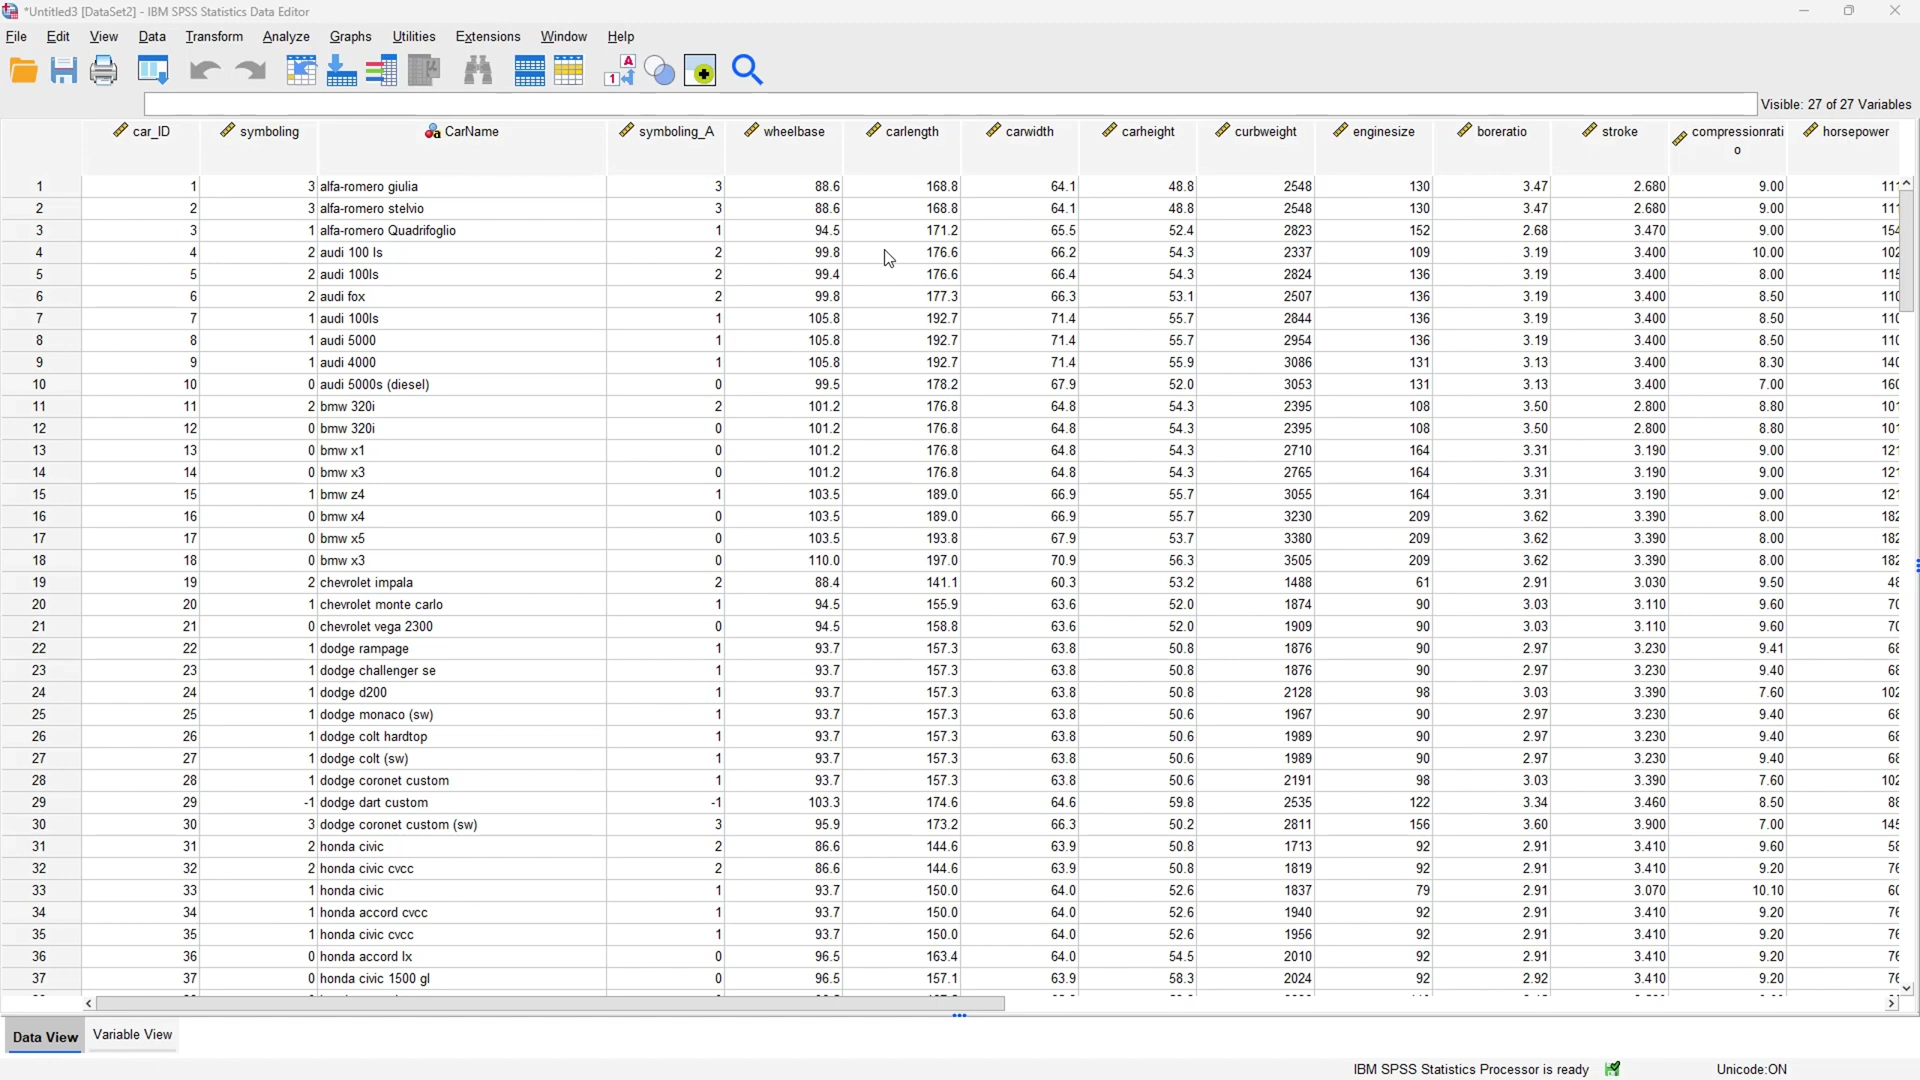 *Untitled3 [DataSet2] - IBM SPSS Statistics Data Editor
File Edit View Data Transform Analyze Graphs Utilities Extensions Window Help
Visible: 27 of 27 Variables
car_ID symboling CarName symboling_A wheelbase carlength carwidth carheight curbweight enginesize boreratio stroke compressionrati horsepower
o
1 1 3 alfa-romero giulia 3 88.6 168.8 64.1 48.8 2548 130 3.47 2.680 9.00 111
2 2 3 alfa-romero stelvio 3 88.6 168.8 64.1 48.8 2548 130 3.47 2.680 9.00 111
3 3 1 alfa-romero Quadrifoglio 1 94.5 171.2 65.5 52.4 2823 152 2.68 3.470 9.00 154
4 4 2 audi 100 ls 2 99.8 176.6 66.2 54.3 2337 109 3.19 3.400 10.00 102
5 5 2 audi 100ls 2 99.4 176.6 66.4 54.3 2824 136 3.19 3.400 8.00 115
6 6 2 audi fox 2 99.8 177.3 66.3 53.1 2507 136 3.19 3.400 8.50 110
7 7 1 audi 100ls 1 105.8 192.7 71.4 55.7 2844 136 3.19 3.400 8.50 110
8 8 1 audi 5000 1 105.8 192.7 71.4 55.7 2954 136 3.19 3.400 8.50 110
9 9 1 audi 4000 1 105.8 192.7 71.4 55.9 3086 131 3.13 3.400 8.30 140
10 10 0 audi 5000s (diesel) 0 99.5 178.2 67.9 52.0 3053 131 3.13 3.400 7.00 160
11 11 2 bmw 320i 2 101.2 176.8 64.8 54.3 2395 108 3.50 2.800 8.80 101
12 12 0 bmw 320i 0 101.2 176.8 64.8 54.3 2395 108 3.50 2.800 8.80 101
13 13 0 bmw x1 0 101.2 176.8 64.8 54.3 2710 164 3.31 3.190 9.00 121
14 14 0 bmw x3 0 101.2 176.8 64.8 54.3 2765 164 3.31 3.190 9.00 121
15 15 1 bmw z4 1 103.5 189.0 66.9 55.7 3055 164 3.31 3.190 9.00 121
16 16 0 bmw x4 0 103.5 189.0 66.9 55.7 3230 209 3.62 3.390 8.00 182
17 17 0 bmw x5 0 103.5 193.8 67.9 53.7 3380 209 3.62 3.390 8.00 182
18 18 0 bmw x3 0 110.0 197.0 70.9 56.3 3505 209 3.62 3.390 8.00 182
19 19 2 chevrolet impala 2 88.4 141.1 60.3 53.2 1488 61 2.91 3.030 9.50 48
20 20 1 chevrolet monte carlo 1 94.5 155.9 63.6 52.0 1874 90 3.03 3.110 9.60 70
21 21 0 chevrolet vega 2300 0 94.5 158.8 63.6 52.0 1909 90 3.03 3.110 9.60 70
22 22 1 dodge rampage 1 93.7 157.3 63.8 50.8 1876 90 2.97 3.230 9.41 68
23 23 1 dodge challenger se 1 93.7 157.3 63.8 50.8 1876 90 2.97 3.230 9.40 68
24 24 1 dodge d200 1 93.7 157.3 63.8 50.8 2128 98 3.03 3.390 7.60 102
25 25 1 dodge monaco (sw) 1 93.7 157.3 63.8 50.6 1967 90 2.97 3.230 9.40 68
26 26 1 dodge colt hardtop 1 93.7 157.3 63.8 50.6 1989 90 2.97 3.230 9.40 68
27 27 1 dodge colt (sw) 1 93.7 157.3 63.8 50.6 1989 90 2.97 3.230 9.40 68
28 28 1 dodge coronet custom 1 93.7 157.3 63.8 50.6 2191 98 3.03 3.390 7.60 102
29 29 -1 dodge dart custom -1 103.3 174.6 64.6 59.8 2535 122 3.34 3.460 8.50 88
30 30 3 dodge coronet custom (sw) 3 95.9 173.2 66.3 50.2 2811 156 3.60 3.900 7.00 145
31 31 2 honda civic 2 86.6 144.6 63.9 50.8 1713 92 2.91 3.410 9.60 58
32 32 2 honda civic cvcc 2 86.6 144.6 63.9 50.8 1819 92 2.91 3.410 9.20 76
33 33 1 honda civic 1 93.7 150.0 64.0 52.6 1837 79 2.91 3.070 10.10 60
34 34 1 honda accord cvcc 1 93.7 150.0 64.0 52.6 1940 92 2.91 3.410 9.20 76
35 35 1 honda civic cvcc 1 93.7 150.0 64.0 52.6 1956 92 2.91 3.410 9.20 76
36 36 0 honda accord lx 0 96.5 163.4 64.0 54.5 2010 92 2.91 3.410 9.20 76
37 37 0 honda civic 1500 gl 0 96.5 157.1 63.9 58.3 2024 92 2.92 3.410 9.20 76
Data View Variable View
IBM SPSS Statistics Processor is ready Unicode:ON